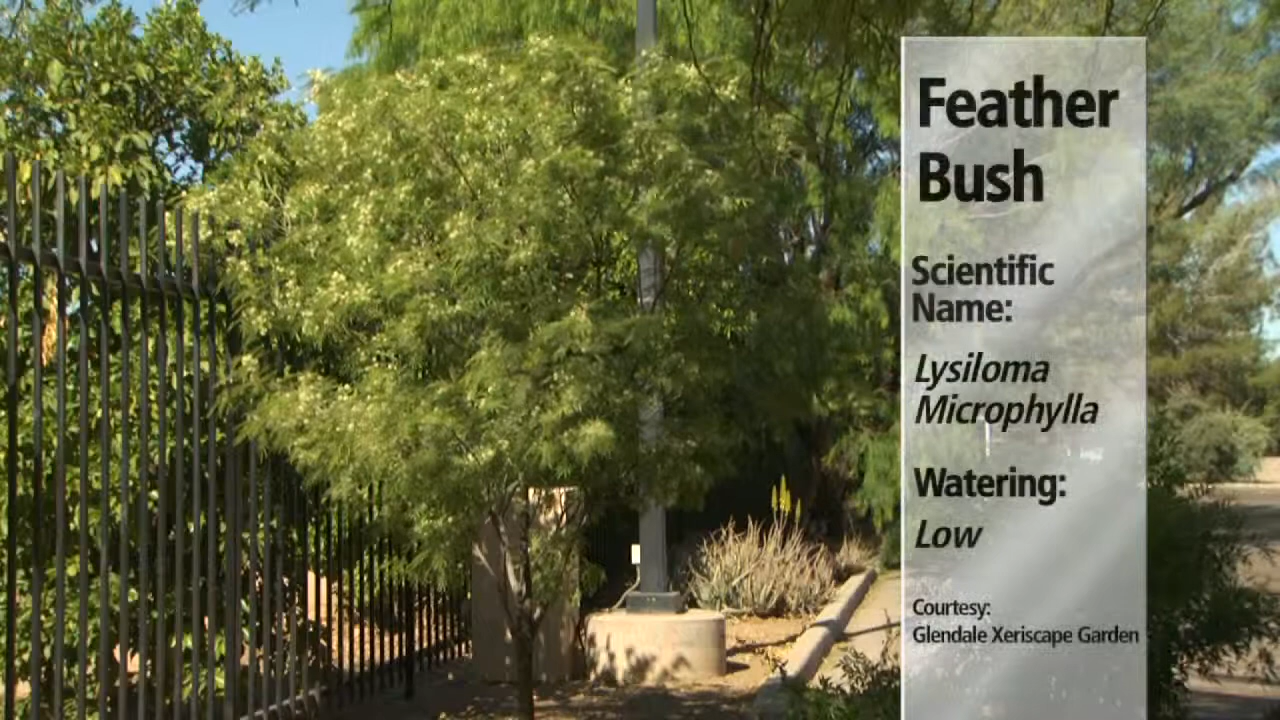 Feather
Bush
Scientific
Name:
Lysiloma
Microphylla
Watering:
Low
Courtesy:
Glendale Xeriscape Garden